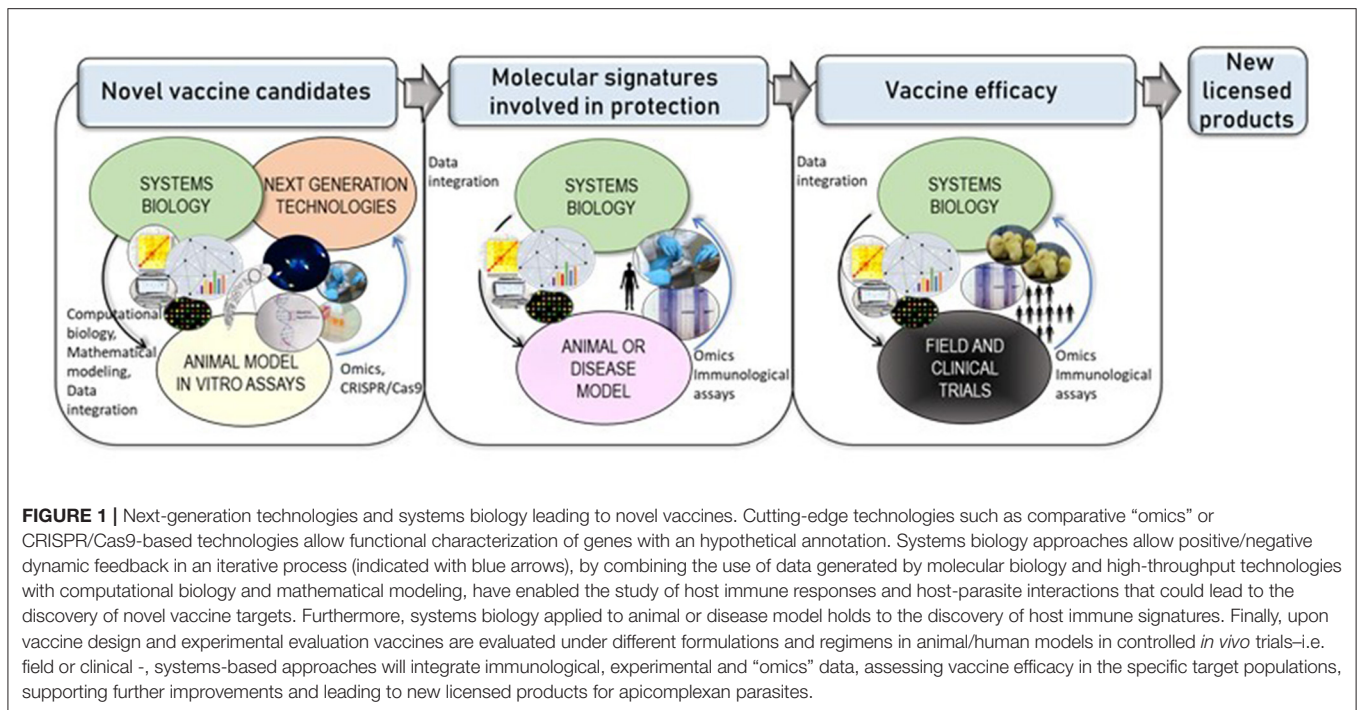 Novel vaccine candidates
Molecular signatures
involved in protection
Vaccine efficacy
New
licensed
products
SYSTEMS
BIOLOGY
NEXT GENERATION
TECHNOLOGIES
Computational
biology,
Mathematical
modeling,
Data
integration
ANIMAL MODEL
IN VITRO ASSAYS
Omics,
CRISPR/Cas9
Data
integration
SYSTEMS
BIOLOGY
ANIMAL OR
DISEASE
MODEL
Omics
Immunological
assays
Data
integration
SYSTEMS
BIOLOGY
FIELD AND
CLINICAL
TRIALS
Omics
Immunological
assays
FIGURE 1 | Next-generation technologies and systems biology leading to novel vaccines. Cutting-edge technologies such as comparative “omics” or
CRISPR/Cas9-based technologies allow functional characterization of genes with an hypothetical annotation. Systems biology approaches allow positive/negative
dynamic feedback in an iterative process (indicated with blue arrows), by combining the use of data generated by molecular biology and high-throughput technologies
with computational biology and mathematical modeling, have enabled the study of host immune responses and host-parasite interactions that could lead to the
discovery of novel vaccine targets. Furthermore, systems biology applied to animal or disease model holds to the discovery of host immune signatures. Finally, upon
vaccine design and experimental evaluation vaccines are evaluated under different formulations and regimens in animal/human models in controlled in vivo trials–i.e.
field or clinical -, systems-based approaches will integrate immunological, experimental and “omics” data, assessing vaccine efficacy in the specific target populations,
supporting further improvements and leading to new licensed products for apicomplexan parasites.